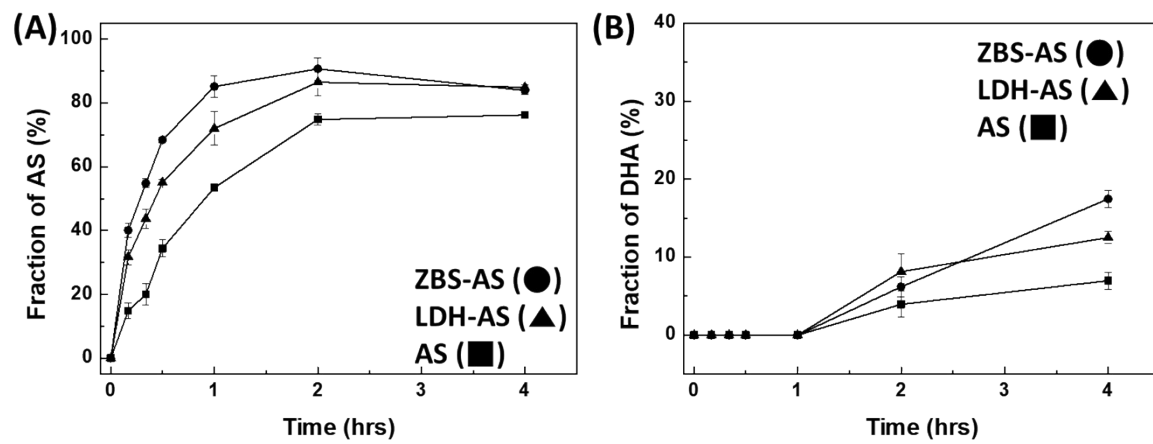 (A)
100
80
60
40
20
0
Fraction of AS (%)
ZBS-AS (●)
LDH-AS (▲)
AS (■)
0 1 2 3 4
Time (hrs)
(B)
40
30
20
10
0
Fraction of DHA (%)
ZBS-AS (●)
LDH-AS (▲)
AS (■)
0 1 2 3 4
Time (hrs)